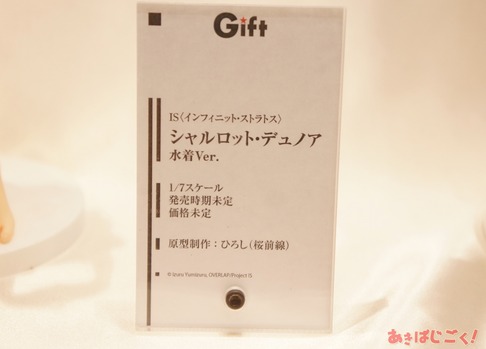 Gift
IS〈インフィニット・ストラトス〉
シャルロット・デュノア
水着Ver.
1/7スケール
発売時期未定
価格未定
原型制作：ひろし（桜前線）
© Izuru Yumizuru, OVERLAP/Project IS
あきばじごく！